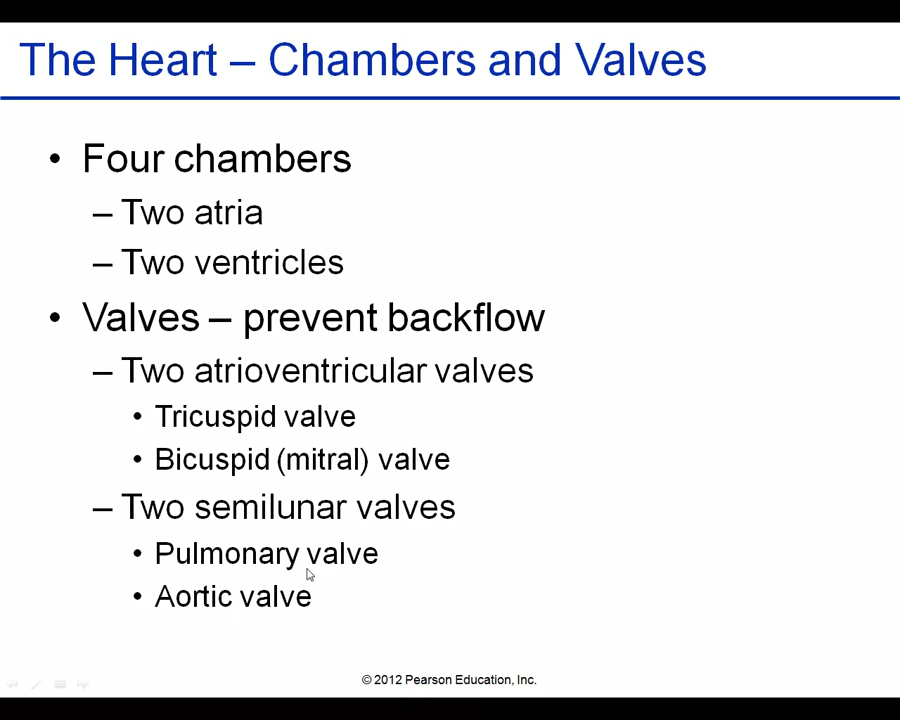 The Heart – Chambers and Valves
• Four chambers
– Two atria
– Two ventricles
• Valves – prevent backflow
– Two atrioventricular valves
• Tricuspid valve
• Bicuspid (mitral) valve
– Two semilunar valves
• Pulmonary valve
• Aortic valve
© 2012 Pearson Education, Inc.